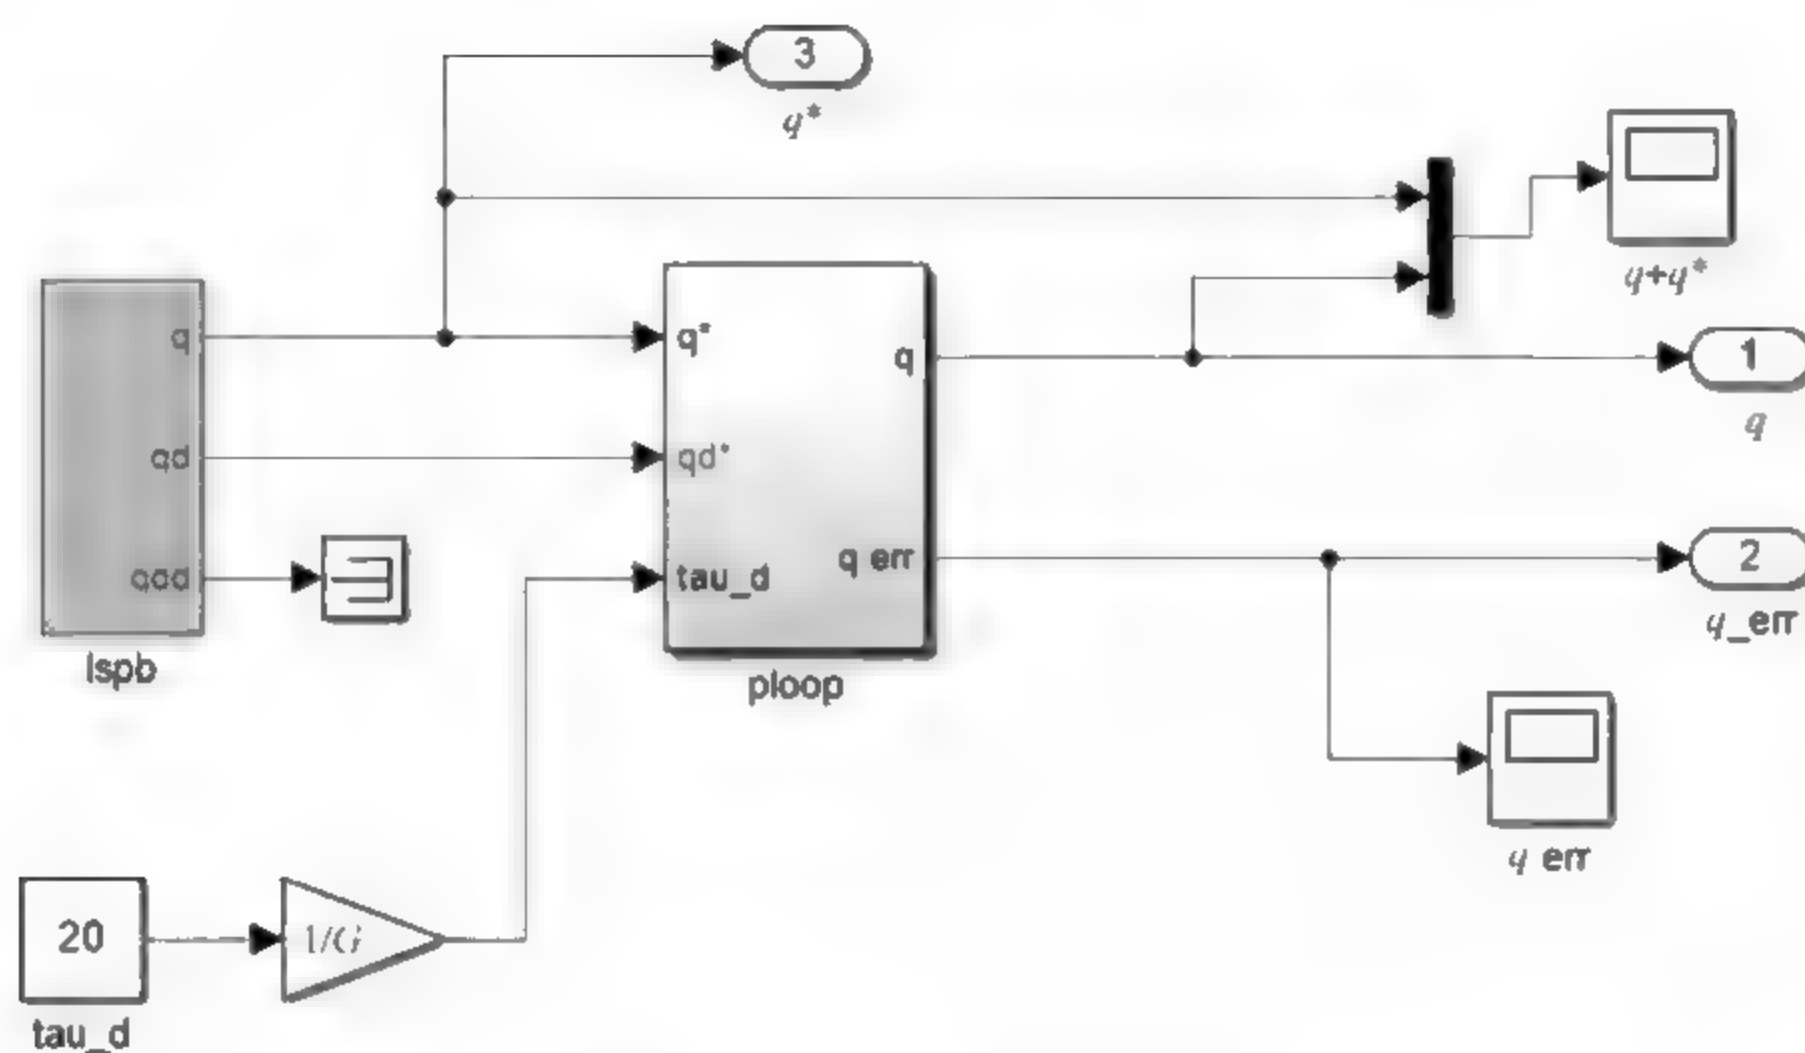 3
q*
q+q*
q
q*
q
1
q
qd
qd*
qdd
tau_d
q err
2
q_err
lspb
ploop
q err
20
1/G
tau_d